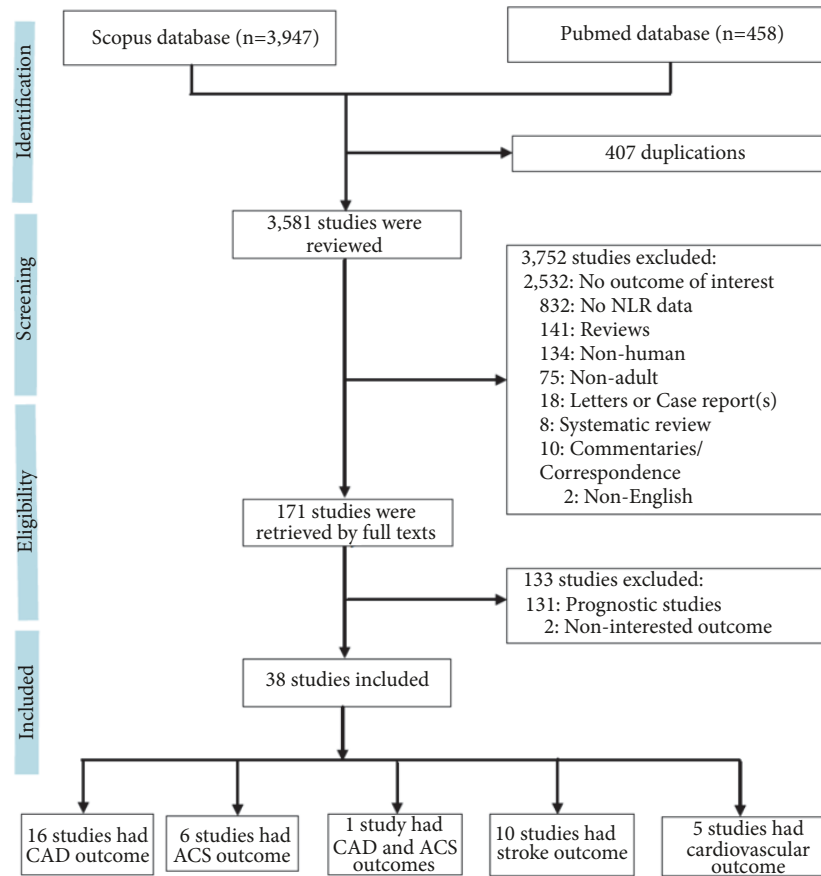 Identification
Scopus database (n=3,947)
Pubmed database (n=458)
407 duplications
Screening
3,581 studies were
reviewed
3,752 studies excluded:
2,532: No outcome of interest
832: No NLR data
141: Reviews
134: Non-human
75: Non-adult
18: Letters or Case report(s)
8: Systematic review
10: Commentaries/
Correspondence
2: Non-English
Eligibility
171 studies were
retrieved by full texts
133 studies excluded:
131: Prognostic studies
2: Non-interested outcome
Included
38 studies included
16 studies had
CAD outcome
6 studies had
ACS outcome
1 study had
CAD and ACS
outcomes
10 studies had
stroke outcome
5 studies had
cardiovascular
outcome